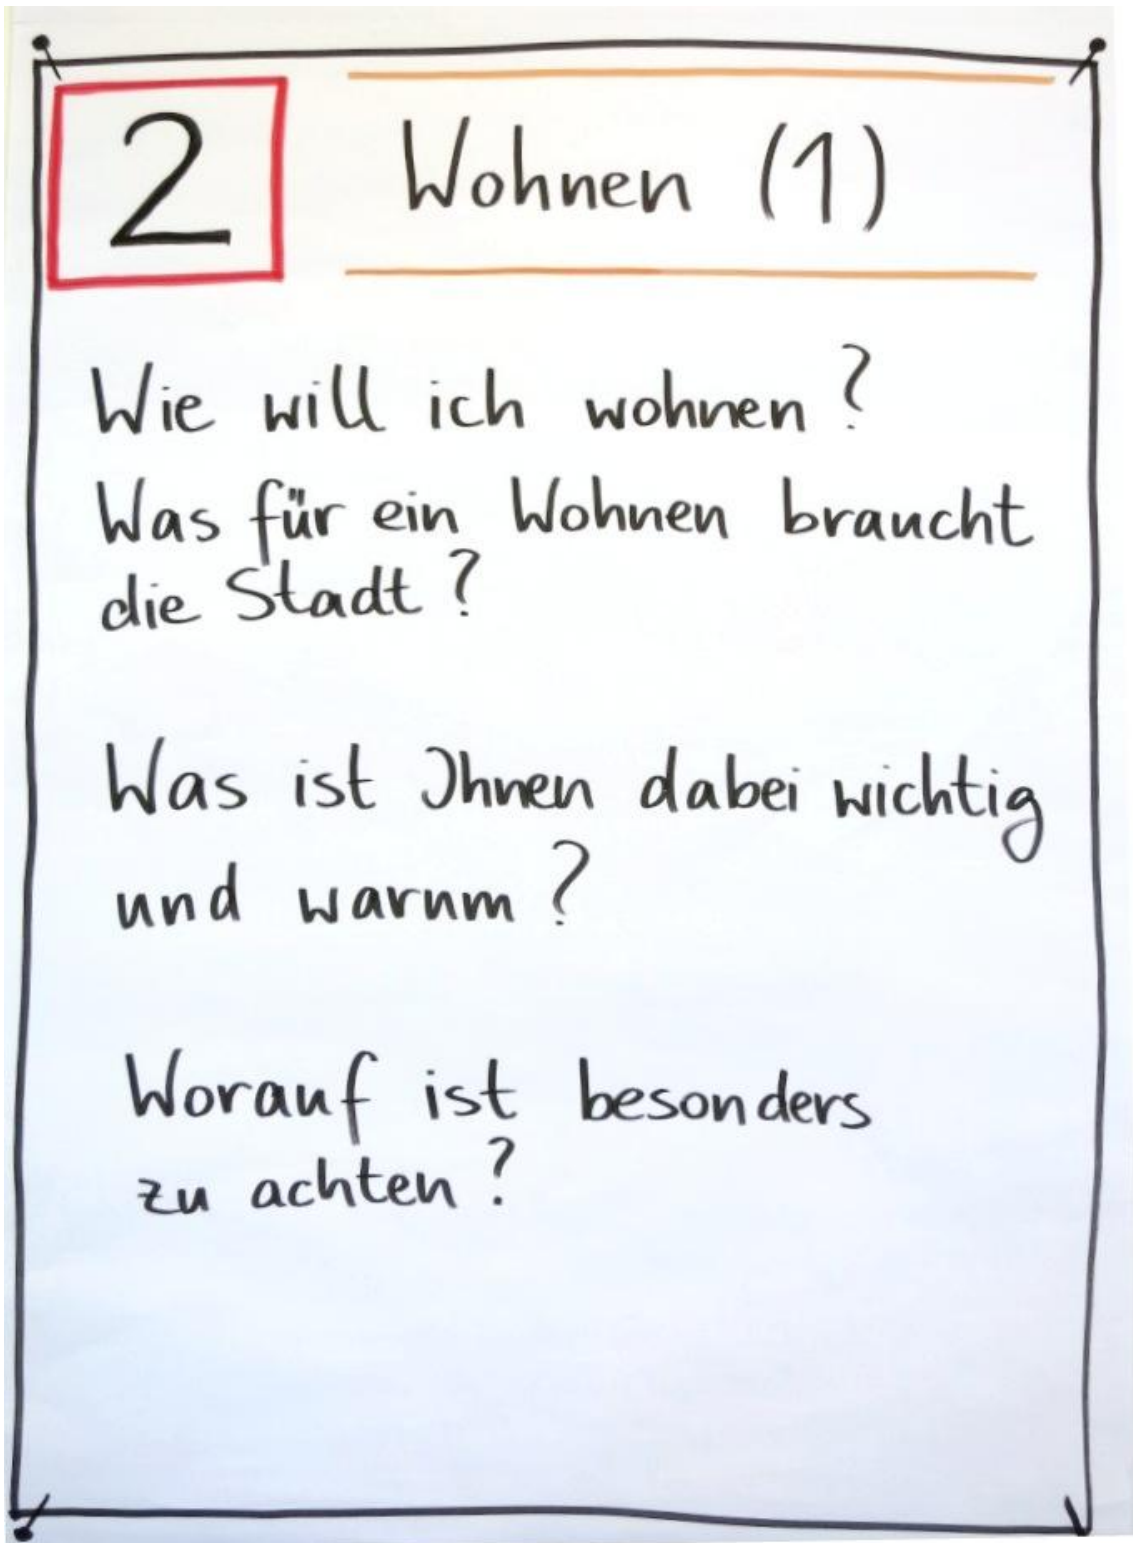 2 Wohnen (1)
Wie will ich wohnen?
Was für ein Wohnen braucht
die Stadt?
Was ist Ihnen dabei wichtig
und warum?
Worauf ist besonders
zu achten?